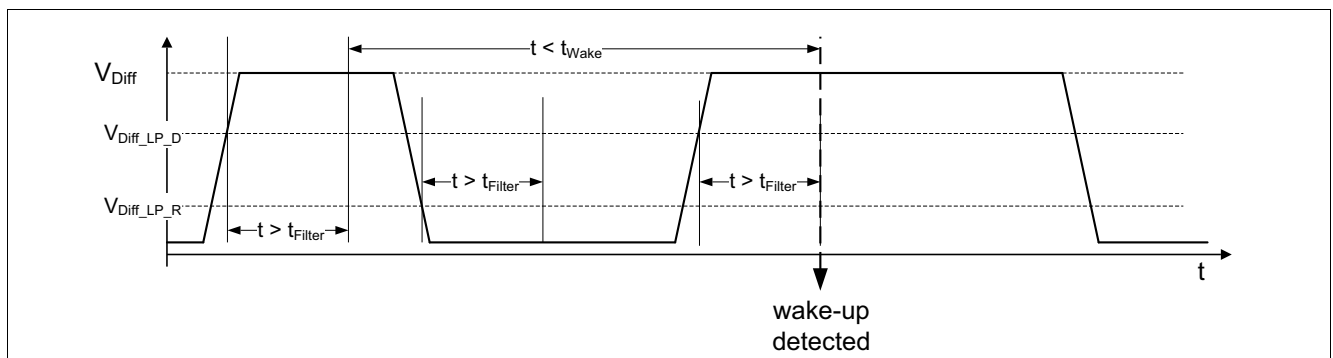 t < tWake
VDiff
VDiff_LP_D
t > tFilter
t > tFilter
VDiff_LP_R
t > tFilter
t
wake-up
detected